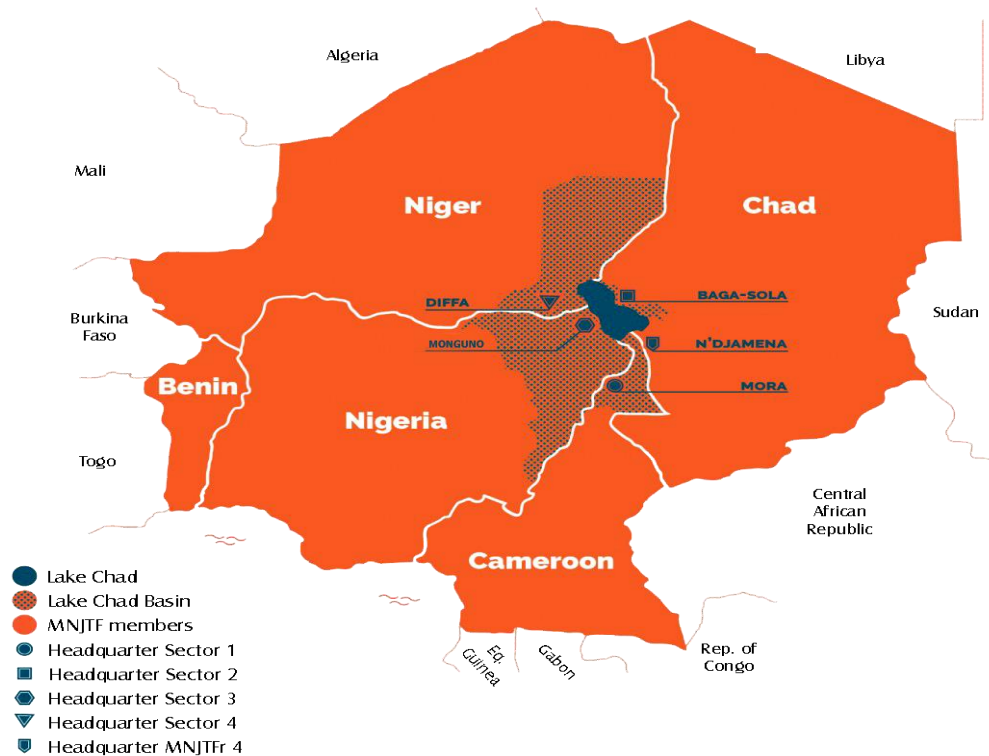 Algeria
Libya
Mali
Niger
Chad
DIFFA
BAGA-SOLA
Burkina
Faso
Sudan
MONGUNO
N'DJAMENA
Benin
MORA
Nigeria
Togo
Central
African
Republic
Cameroon
Lake Chad
Lake Chad Basin
MNJTF members
Headquarter Sector 1
Headquarter Sector 2
Headquarter Sector 3
Headquarter Sector 4
Headquarter MNJTFr 4
Eq.
Guinea
Gabon
Rep. of
Congo